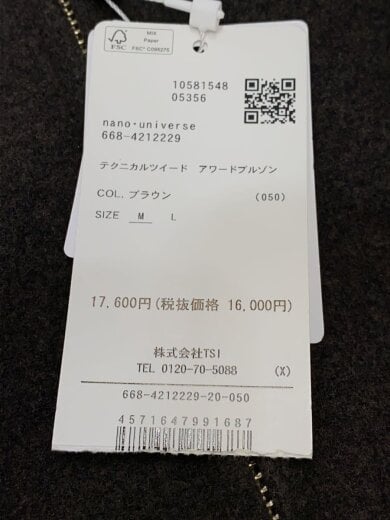 MIX
Paper
FSC
FSC® C095275
10581548
05356
nano・universe
668-4212229
テクニカルツイード アワードブルゾン
COL. ブラウン (050)
SIZE M L
17,600円(税抜価格 16,000円)
株式会社TSI
TEL 0120-70-5088 (X)
668-4212229-20-050
4571647991687